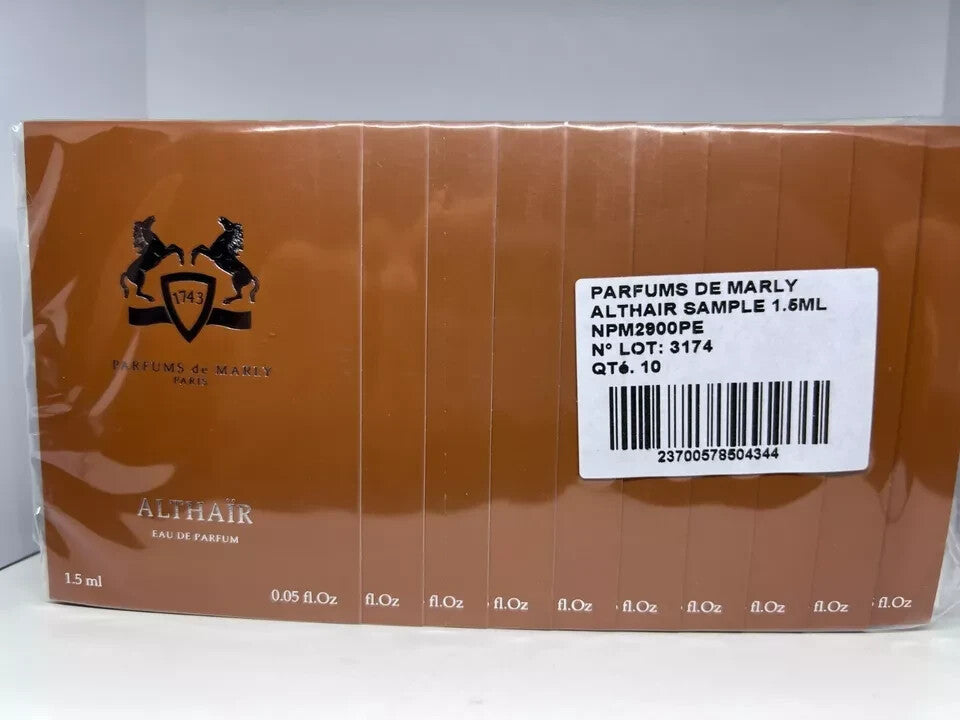 1743
PARFUMS de MARLY
PARIS
ALTHAÏR
EAU DE PARFUM
1.5 ml
0.05 fl.Oz
fl.Oz
fl.Oz
fl.Oz
fl.Oz
fl.Oz
fl.Oz
fl.Oz
fl.Oz
fl.Oz
PARFUMS DE MARLY
ALTHAIR SAMPLE 1.5ML
NPM2900PE
N° LOT: 3174
QTé. 10
23700578504344